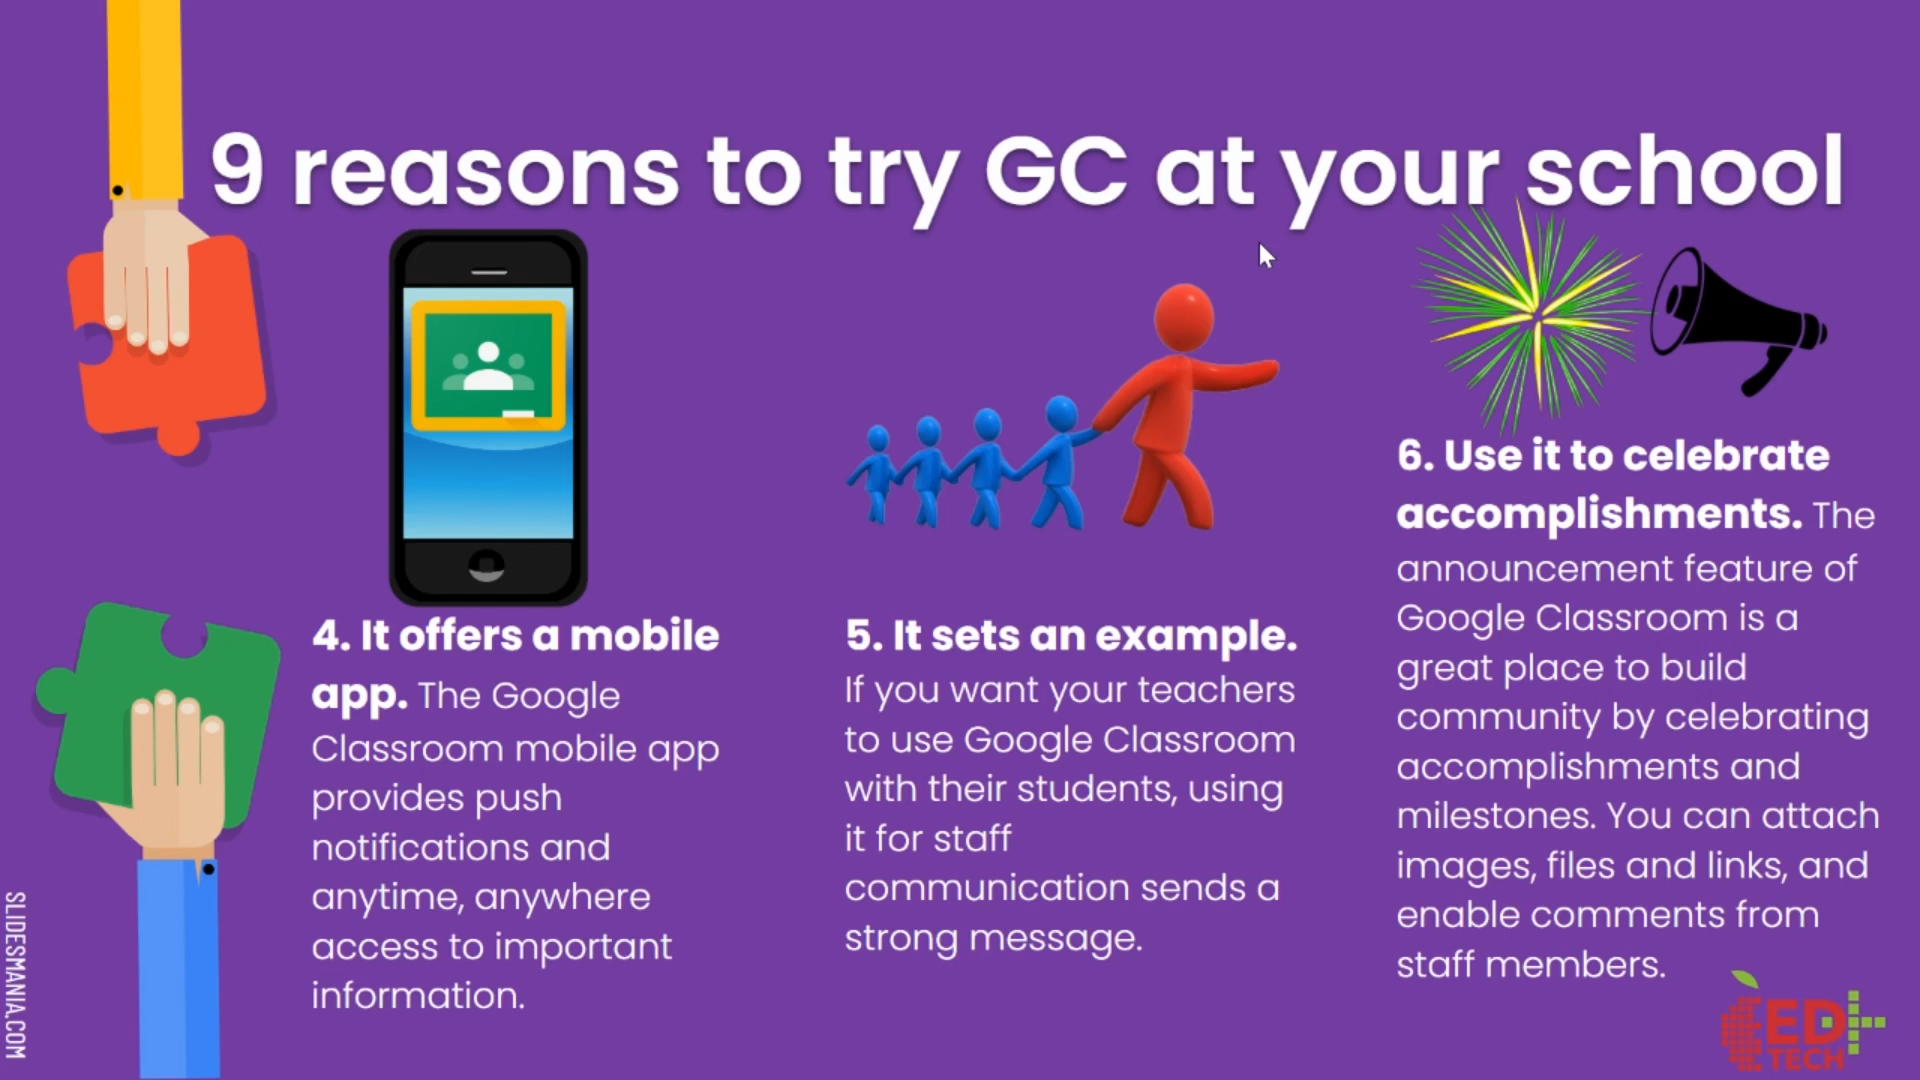 9 reasons to try GC at your school
4. It offers a mobile
app. The Google
Classroom mobile app
provides push
notifications and
anytime, anywhere
access to important
information.
5. It sets an example.
If you want your teachers
to use Google Classroom
with their students, using
it for staff
communication sends a
strong message.
6. Use it to celebrate
accomplishments. The
announcement feature of
Google Classroom is a
great place to build
community by celebrating
accomplishments and
milestones. You can attach
images, files and links, and
enable comments from
staff members.
SLIDESMANIA.COM
ED
TECH